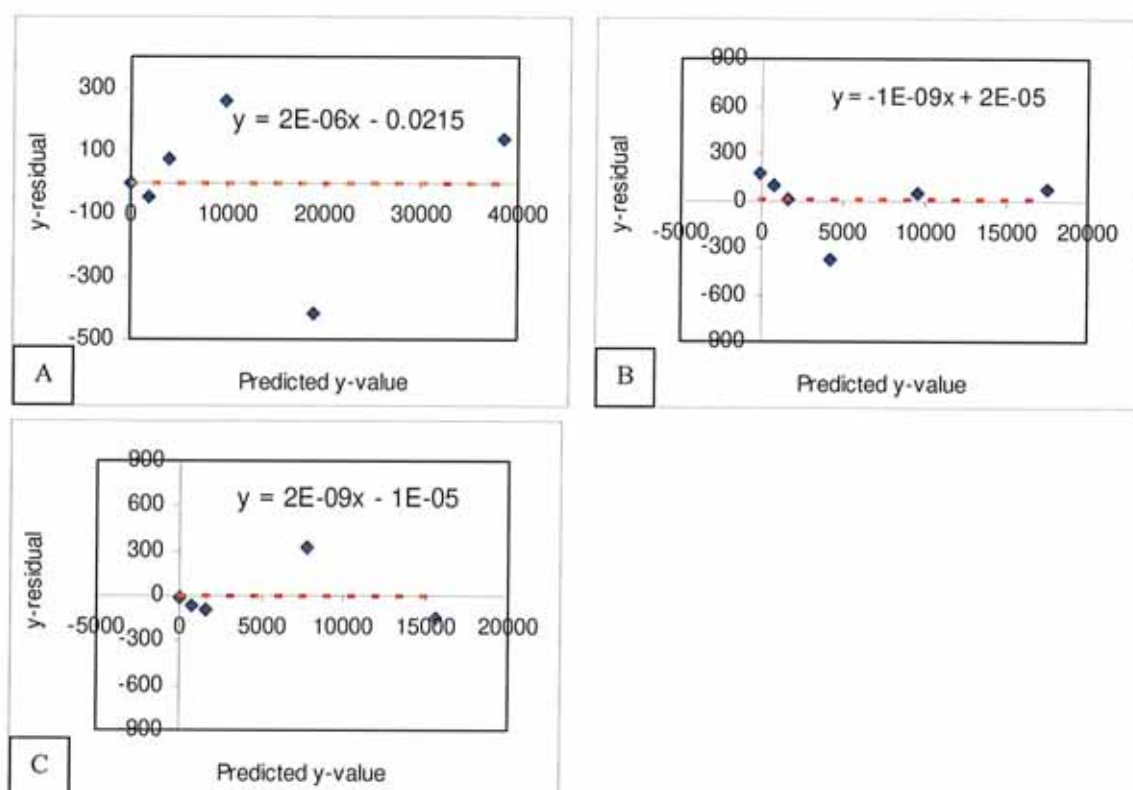 300
100
-100
-300
-500
y-residual
y = 2E-06x - 0.0215
0 10000 20000 30000 40000
Predicted y-value
A
900
600
300
0
-300
-600
-900
y-residual
y = -1E-09x + 2E-05
-5000 0 5000 10000 15000 20000
Predicted y-value
B
900
600
300
0
-300
-600
-900
y-residual
y = 2E-09x - 1E-05
-5000 0 5000 10000 15000 20000
Predicted y-value
C